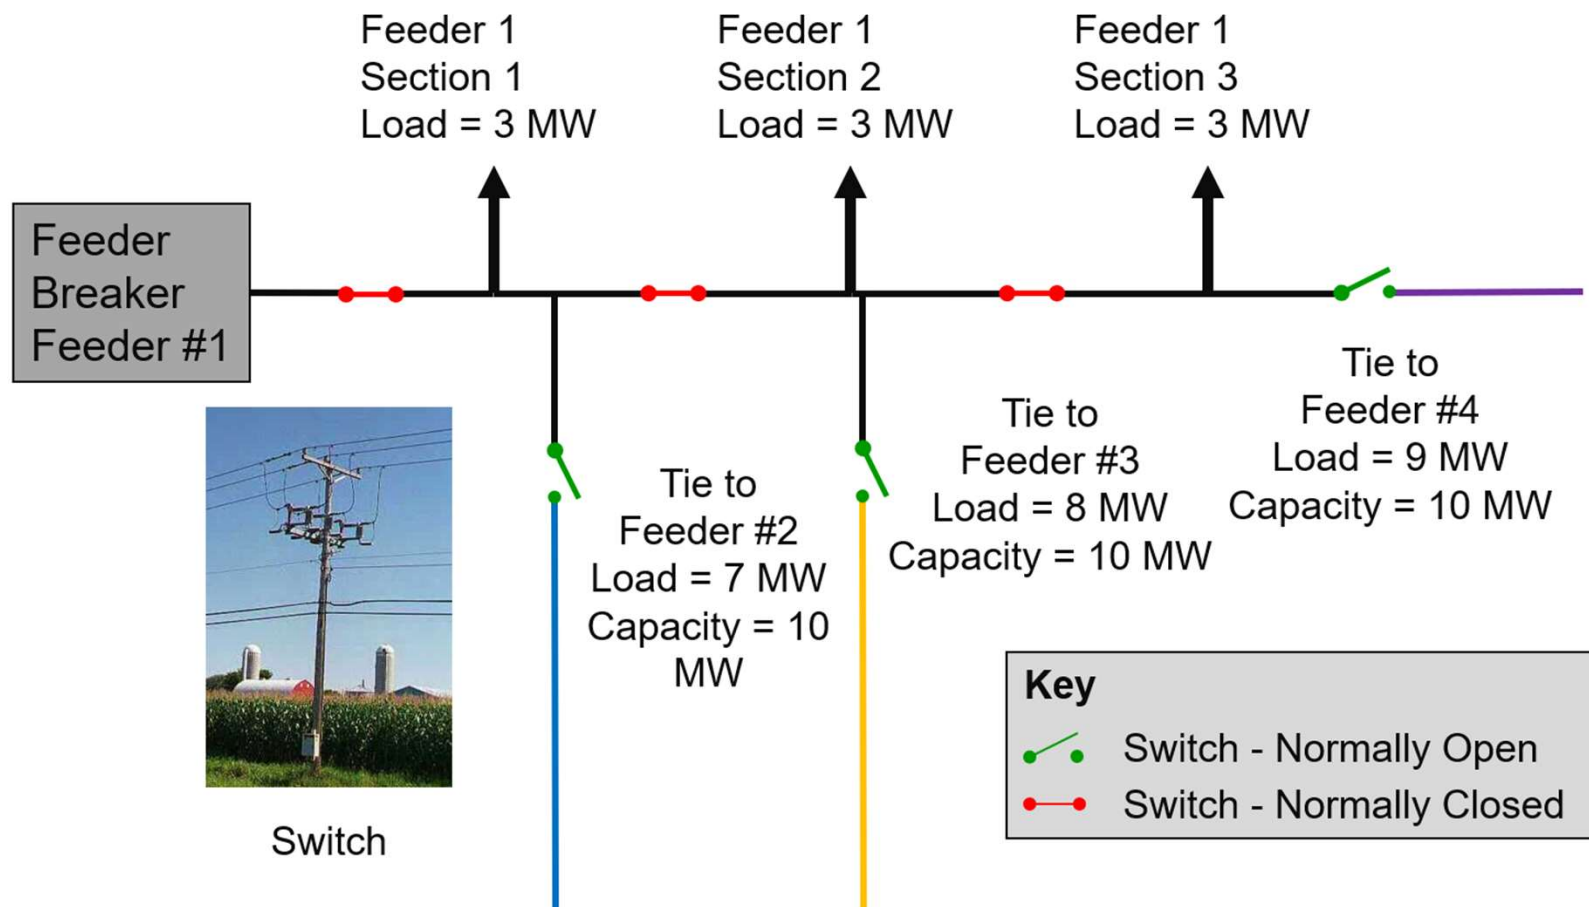 Feeder 1
Section 1
Load = 3 MW
Feeder 1
Section 2
Load = 3 MW
Feeder 1
Section 3
Load = 3 MW
Feeder
Breaker
Feeder #1
Tie to
Feeder #2
Load = 7 MW
Capacity = 10
MW
Tie to
Feeder #3
Load = 8 MW
Capacity = 10 MW
Tie to
Feeder #4
Load = 9 MW
Capacity = 10 MW
Switch
Key
Switch - Normally Open
Switch - Normally Closed